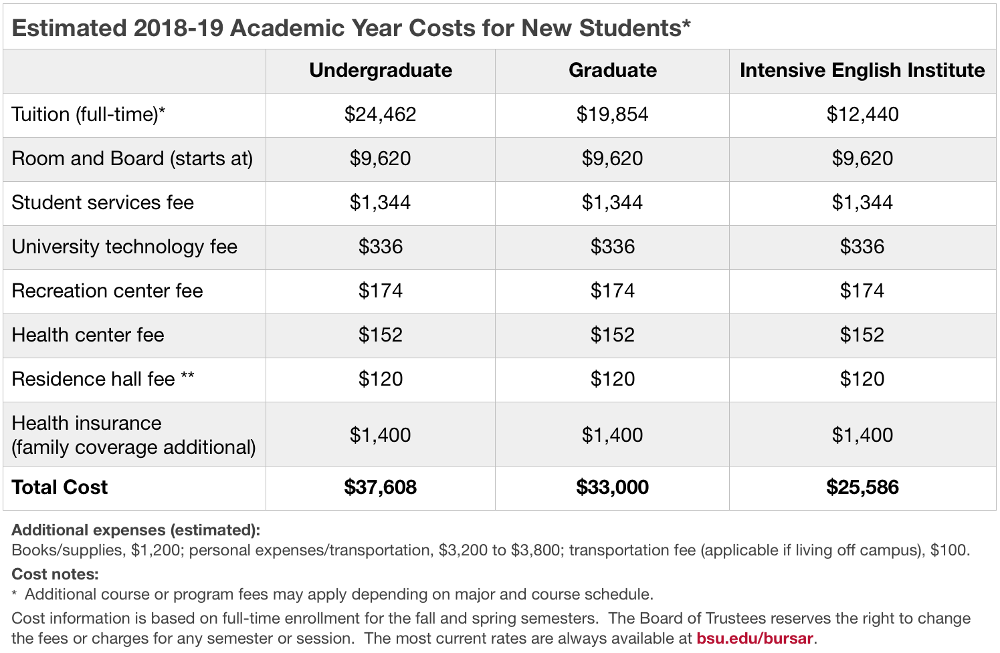 Estimated 2018-19 Academic Year Costs for New Students*
Undergraduate Graduate Intensive English Institute
Tuition (full-time)* $24,462 $19,854 $12,440
Room and Board (starts at) $9,620 $9,620 $9,620
Student services fee $1,344 $1,344 $1,344
University technology fee $336 $336 $336
Recreation center fee $174 $174 $174
Health center fee $152 $152 $152
Residence hall fee ** $120 $120 $120
Health insurance
(family coverage additional) $1,400 $1,400 $1,400
Total Cost $37,608 $33,000 $25,586
Additional expenses (estimated):
Books/supplies, $1,200; personal expenses/transportation, $3,200 to $3,800; transportation fee (applicable if living off campus), $100.
Cost notes:
* Additional course or program fees may apply depending on major and course schedule.
Cost information is based on full-time enrollment for the fall and spring semesters. The Board of Trustees reserves the right to change
the fees or charges for any semester or session. The most current rates are always available at bsu.edu/bursar.